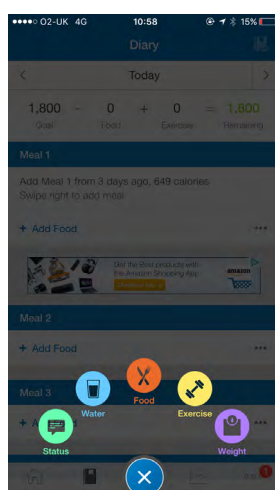 O2-UK 4G 10:58 15%
Diary
Today
1,800 - 0 + 0 = 1,800
Goal Food Exercise Remaining
Meal 1
Add Meal 1 from 3 days ago, 649 calories
Swipe right to add meal
+ Add Food
Get the Best products with
the Amazon Shopping App
amazon
Meal 2
+ Add Food
Meal 3
Water
Food
Exercise
Status
Weight